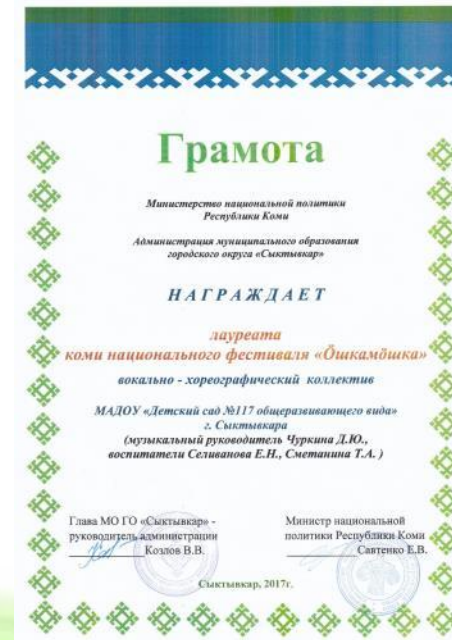 Грамота
Министерство национальной политики
Республики Коми
Администрация муниципального образования
городского округа «Сыктывкар»
НАГРАЖДАЕТ
лауреата
коми национального фестиваля «Öшкамöшка»
вокально - хореографический коллектив
МАДОУ «Детский сад №117 общеразвивающего вида»
г. Сыктывкара
(музыкальный руководитель Чуркина Д.Ю.,
воспитатели Селиванова Е.Н., Сметанина Т.А. )
Глава МО ГО «Сыктывкар» -
руководитель администрации
Козлов В.В.
Министр национальной
политики Республики Коми
Савтенко Е.В.
Сыктывкар, 2017г.